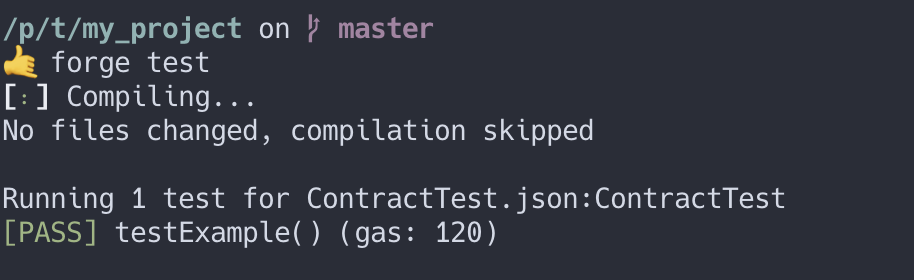 /p/t/my_project on ᚠ master
🤙 forge test
[:] Compiling...
No files changed, compilation skipped
Running 1 test for ContractTest.json:ContractTest
[PASS] testExample() (gas: 120)